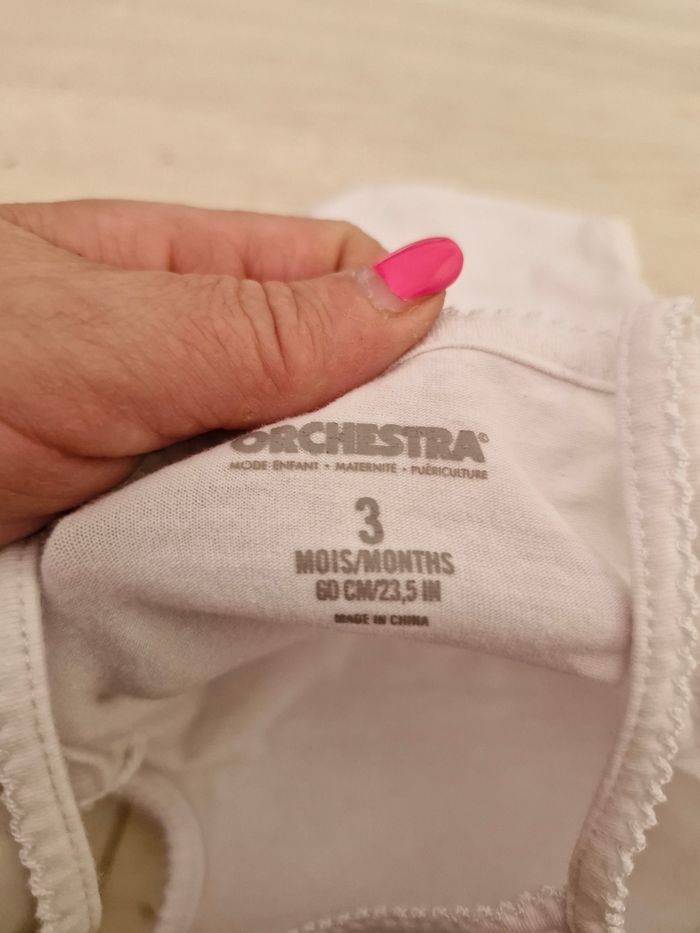 ORCHESTRA®
MODE ENFANT • MATERNITÉ • PUÉRICULTURE
3
MOIS/MONTHS
60 CM/23,5 IN
MADE IN CHINA